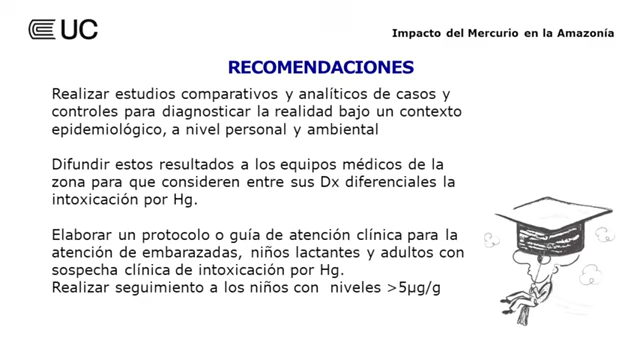 UC
Impacto del Mercurio en la Amazonía
RECOMENDACIONES
Realizar estudios comparativos y analíticos de casos y
controles para diagnosticar la realidad bajo un contexto
epidemiológico, a nivel personal y ambiental
Difundir estos resultados a los equipos médicos de la
zona para que consideren entre sus Dx diferenciales la
intoxicación por Hg.
Elaborar un protocolo o guía de atención clínica para la
atención de embarazadas, niños lactantes y adultos con
sospecha clínica de intoxicación por Hg.
Realizar seguimiento a los niños con niveles >5µg/g